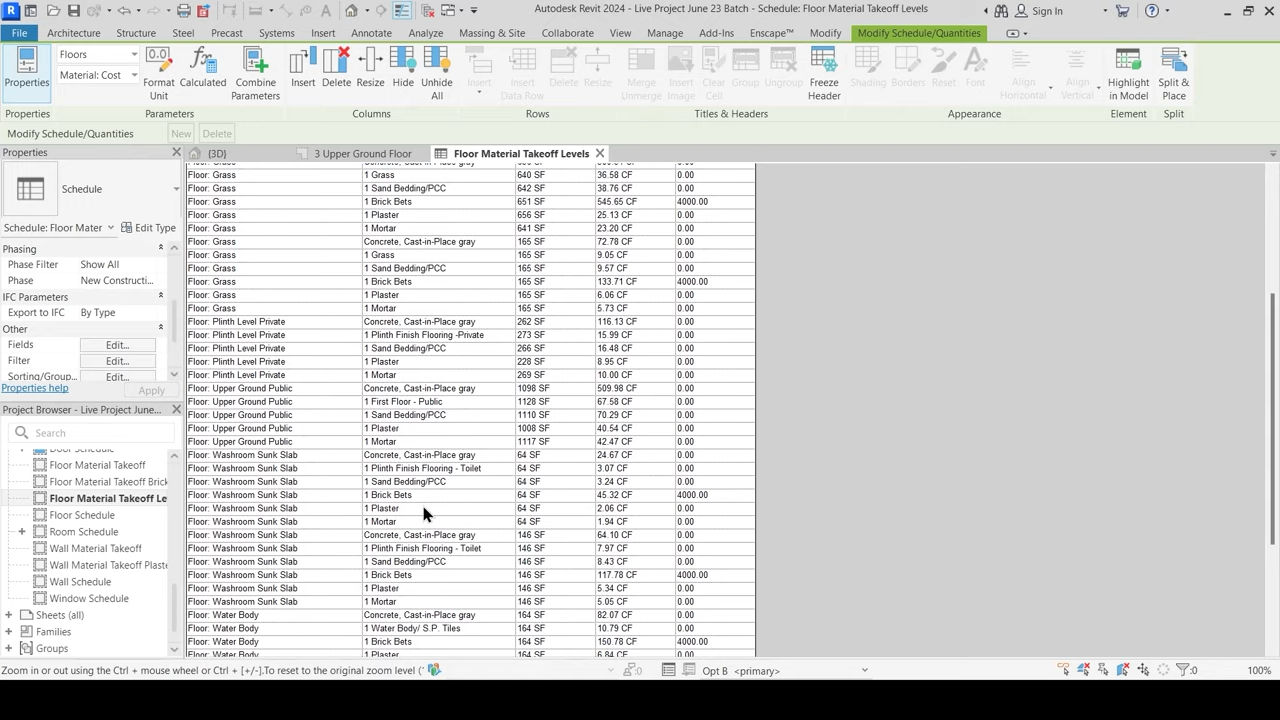 Autodesk Revit 2024 - Live Project June 23 Batch - Schedule: Floor Material Takeoff Levels
Sign In
File Architecture Structure Steel Precast Systems Insert Annotate Analyze Massing & Site Collaborate View Manage Add-Ins Enscape™ Modify Modify Schedule/Quantities
Floors
Material: Cost
0.0
Properties Format Unit Calculated Combine Parameters Insert Delete Resize Hide Unhide All Insert Insert Data Row Delete Resize Merge Unmerge Insert Image Clear Cell Group Ungroup Freeze Header Shading Borders Reset Font Align Horizontal Align Vertical Highlight in Model Split & Place
Properties Parameters Columns Rows Titles & Headers Appearance Element Split
Modify Schedule/Quantities New Delete
Properties
{3D} 3 Upper Ground Floor Floor Material Takeoff Levels
Schedule
Schedule: Floor Mater Edit Type
Phasing
Phase Filter Show All
Phase New Constructi...
IFC Parameters
Export to IFC By Type
Other
Fields Edit...
Filter Edit...
Sorting/Group... Edit...
Properties help Apply
Project Browser - Live Project June...
Search
Door Schedule
Floor Material Takeoff
Floor Material Takeoff Brick
Floor Material Takeoff Le
Floor Schedule
Room Schedule
Wall Material Takeoff
Wall Material Takeoff Plaste
Wall Schedule
Window Schedule
Sheets (all)
Families
Groups
Floor: Grass 1 Grass 640 SF 36.58 CF 0.00
Floor: Grass 1 Sand Bedding/PCC 642 SF 38.76 CF 0.00
Floor: Grass 1 Brick Bets 651 SF 545.65 CF 4000.00
Floor: Grass 1 Plaster 656 SF 25.13 CF 0.00
Floor: Grass 1 Mortar 641 SF 23.20 CF 0.00
Floor: Grass Concrete, Cast-in-Place gray 165 SF 72.78 CF 0.00
Floor: Grass 1 Grass 165 SF 9.05 CF 0.00
Floor: Grass 1 Sand Bedding/PCC 165 SF 9.57 CF 0.00
Floor: Grass 1 Brick Bets 165 SF 133.71 CF 4000.00
Floor: Grass 1 Plaster 165 SF 6.06 CF 0.00
Floor: Grass 1 Mortar 165 SF 5.73 CF 0.00
Floor: Plinth Level Private Concrete, Cast-in-Place gray 262 SF 116.13 CF 0.00
Floor: Plinth Level Private 1 Plinth Finish Flooring -Private 273 SF 15.99 CF 0.00
Floor: Plinth Level Private 1 Sand Bedding/PCC 266 SF 16.48 CF 0.00
Floor: Plinth Level Private 1 Plaster 228 SF 8.95 CF 0.00
Floor: Plinth Level Private 1 Mortar 269 SF 10.00 CF 0.00
Floor: Upper Ground Public Concrete, Cast-in-Place gray 1098 SF 509.98 CF 0.00
Floor: Upper Ground Public 1 First Floor - Public 1128 SF 67.58 CF 0.00
Floor: Upper Ground Public 1 Sand Bedding/PCC 1110 SF 70.29 CF 0.00
Floor: Upper Ground Public 1 Plaster 1008 SF 40.54 CF 0.00
Floor: Upper Ground Public 1 Mortar 1117 SF 42.47 CF 0.00
Floor: Washroom Sunk Slab Concrete, Cast-in-Place gray 64 SF 24.67 CF 0.00
Floor: Washroom Sunk Slab 1 Plinth Finish Flooring - Toilet 64 SF 3.07 CF 0.00
Floor: Washroom Sunk Slab 1 Sand Bedding/PCC 64 SF 3.24 CF 0.00
Floor: Washroom Sunk Slab 1 Brick Bets 64 SF 45.32 CF 4000.00
Floor: Washroom Sunk Slab 1 Plaster 64 SF 2.06 CF 0.00
Floor: Washroom Sunk Slab 1 Mortar 64 SF 1.94 CF 0.00
Floor: Washroom Sunk Slab Concrete, Cast-in-Place gray 146 SF 64.10 CF 0.00
Floor: Washroom Sunk Slab 1 Plinth Finish Flooring - Toilet 146 SF 7.97 CF 0.00
Floor: Washroom Sunk Slab 1 Sand Bedding/PCC 146 SF 8.43 CF 0.00
Floor: Washroom Sunk Slab 1 Brick Bets 146 SF 117.78 CF 4000.00
Floor: Washroom Sunk Slab 1 Plaster 146 SF 5.34 CF 0.00
Floor: Washroom Sunk Slab 1 Mortar 146 SF 5.05 CF 0.00
Floor: Water Body Concrete, Cast-in-Place gray 164 SF 82.07 CF 0.00
Floor: Water Body 1 Water Body/ S.P. Tiles 164 SF 10.79 CF 0.00
Floor: Water Body 1 Brick Bets 164 SF 150.78 CF 4000.00
Floor: Water Body 1 Plaster 164 SF 6.84 CF 0.00
Zoom in or out using the Ctrl + mouse wheel or Ctrl + [+/-].To reset to the original zoom level (' :0 Opt B <primary> :0 100%